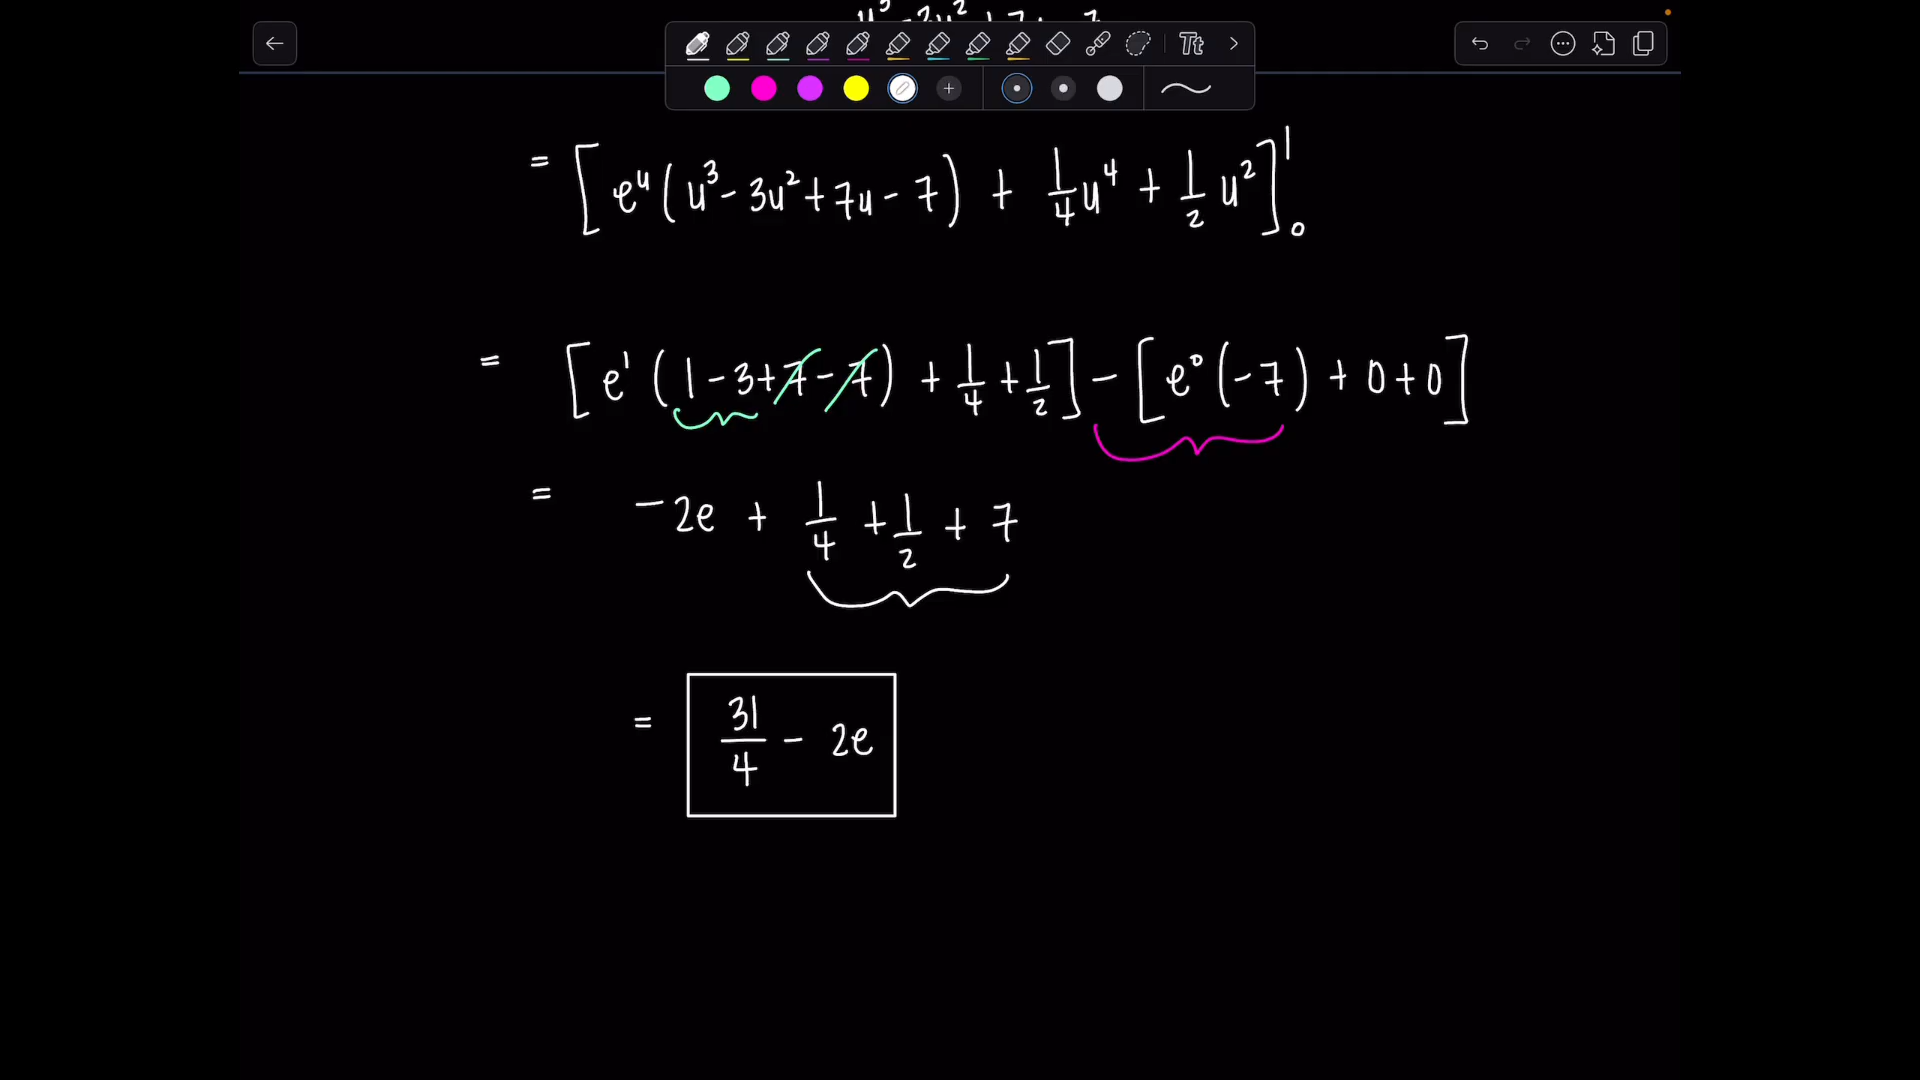 Tt
= [e^u(u^3 - 3u^2 + 7u - 7) + 1/4 u^4 + 1/2 u^2]_0^1
= [e^1(1 - 3 + 7 - 7) + 1/4 + 1/2] - [e^0(-7) + 0 + 0]
= -2e + 1/4 + 1/2 + 7
= 31/4 - 2e